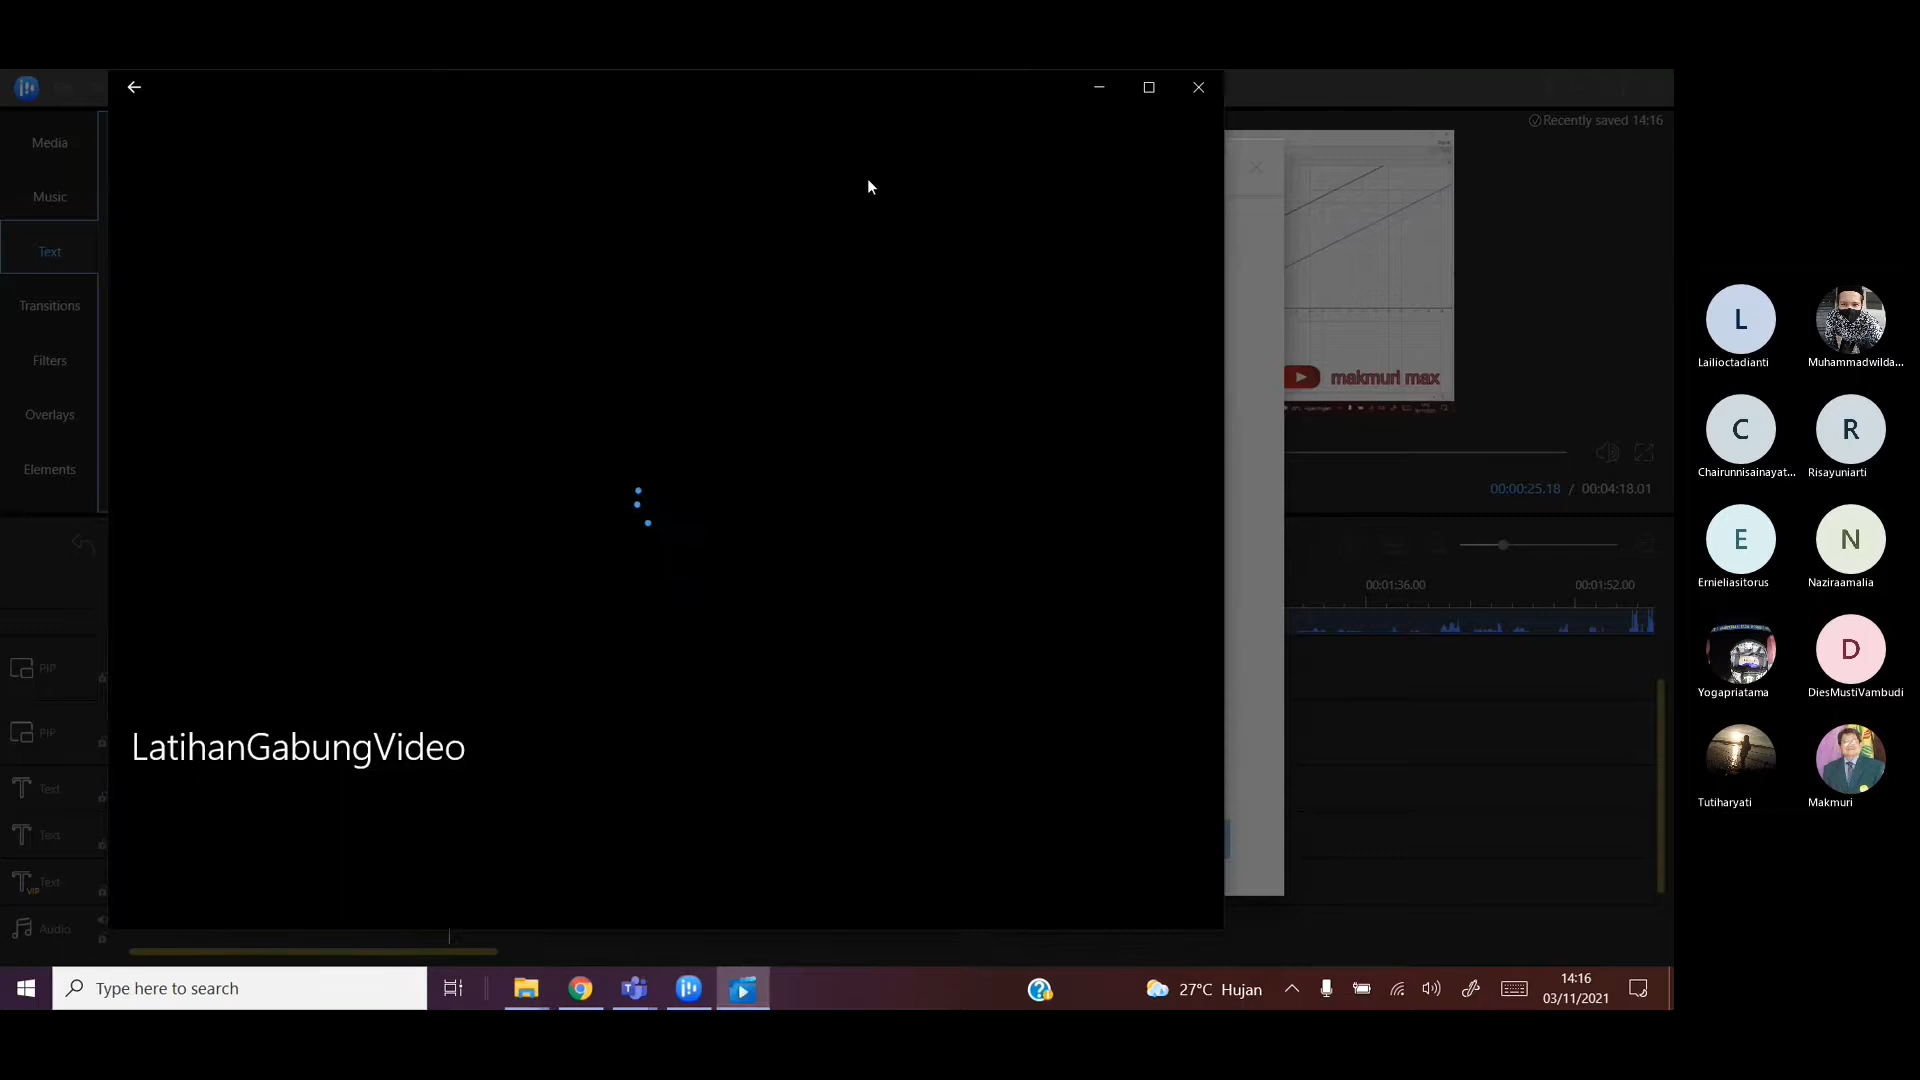 Recently saved 14:16
Media
Music
Text
Transitions
Filters
Overlays
Elements
makmuri max
00:00:25.18 / 00:04:18.01
00:01:36.00 00:01:52.00
PIP
PIP
Text
Text
VIP Text
Audio
LatihanGabungVideo
L
Lailioctadianti
Muhammadwilda...
C
Chairunnisainayat...
R
Risayuniarti
E
Ernieliasitorus
N
Naziraamalia
Yogapriatama
D
DiesMustiVambudi
Tutiharyati
Makmuri
Type here to search
27°C Hujan
14:16
03/11/2021